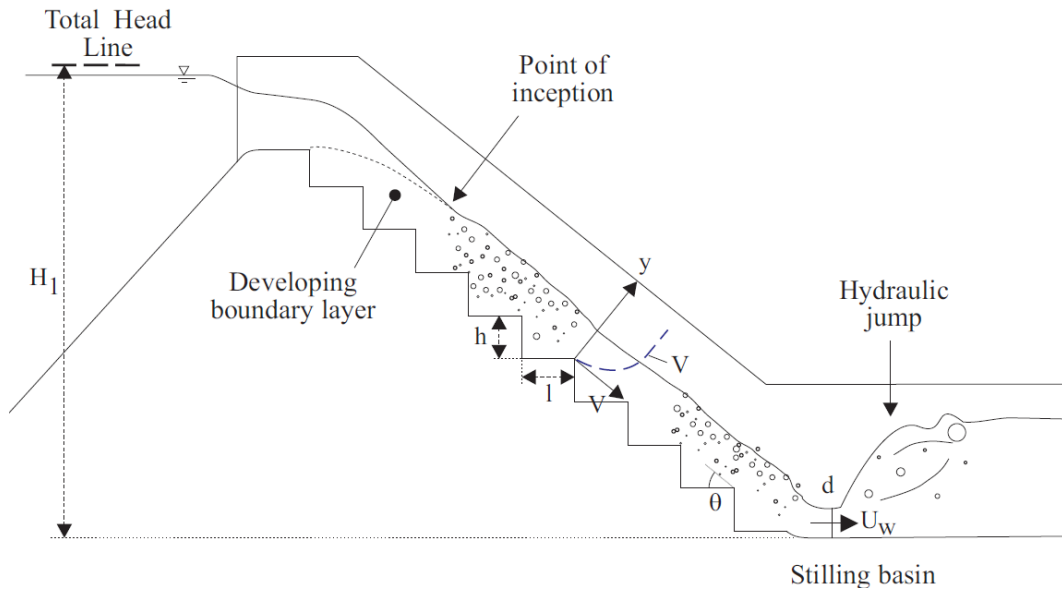 Total Head
Line
Point of
inception
H1
Developing
boundary layer
y
Hydraulic
jump
h
V
l
V
θ
d
Uw
Stilling basin